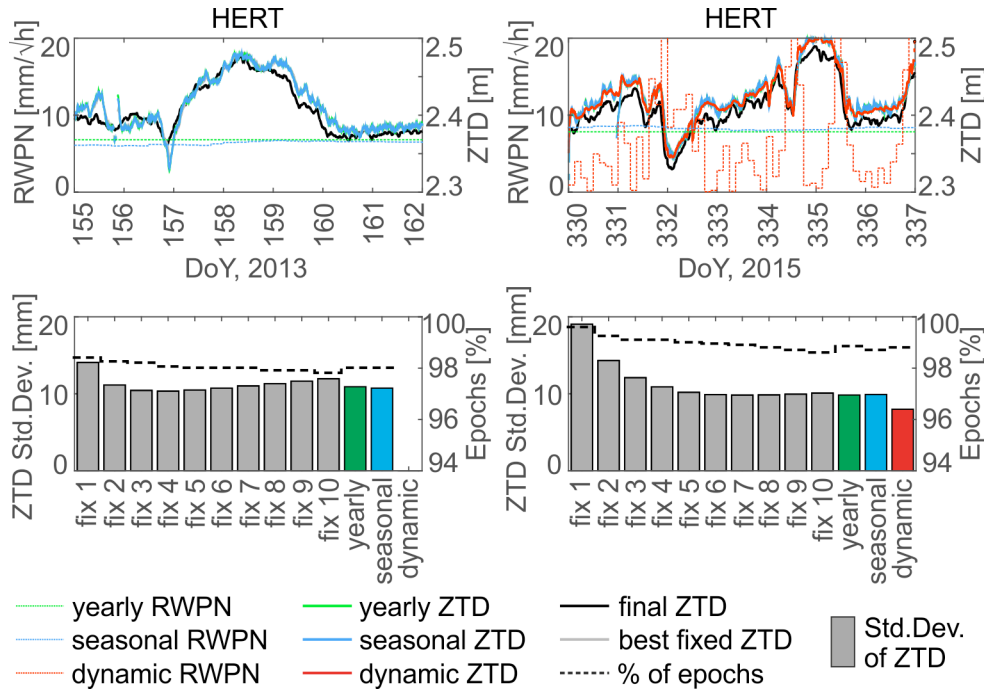 HERT
HERT
RWPN [mm/√h]
20
10
0
2.5
2.4
2.3
ZTD [m]
155
156
157
158
159
160
161
162
DoY, 2013
RWPN [mm/√h]
20
10
0
2.5
2.4
2.3
ZTD [m]
330
331
332
333
334
335
336
337
DoY, 2015
ZTD Std.Dev. [mm]
20
10
0
100
98
96
94
Epochs [%]
fix 1
fix 2
fix 3
fix 4
fix 5
fix 6
fix 7
fix 8
fix 9
fix 10
yearly
seasonal
dynamic
ZTD Std.Dev. [mm]
20
10
0
100
98
96
94
Epochs [%]
fix 1
fix 2
fix 3
fix 4
fix 5
fix 6
fix 7
fix 8
fix 9
fix 10
yearly
seasonal
dynamic
yearly RWPN
yearly ZTD
final ZTD
seasonal RWPN
seasonal ZTD
best fixed ZTD
dynamic RWPN
dynamic ZTD
% of epochs
Std.Dev.
of ZTD